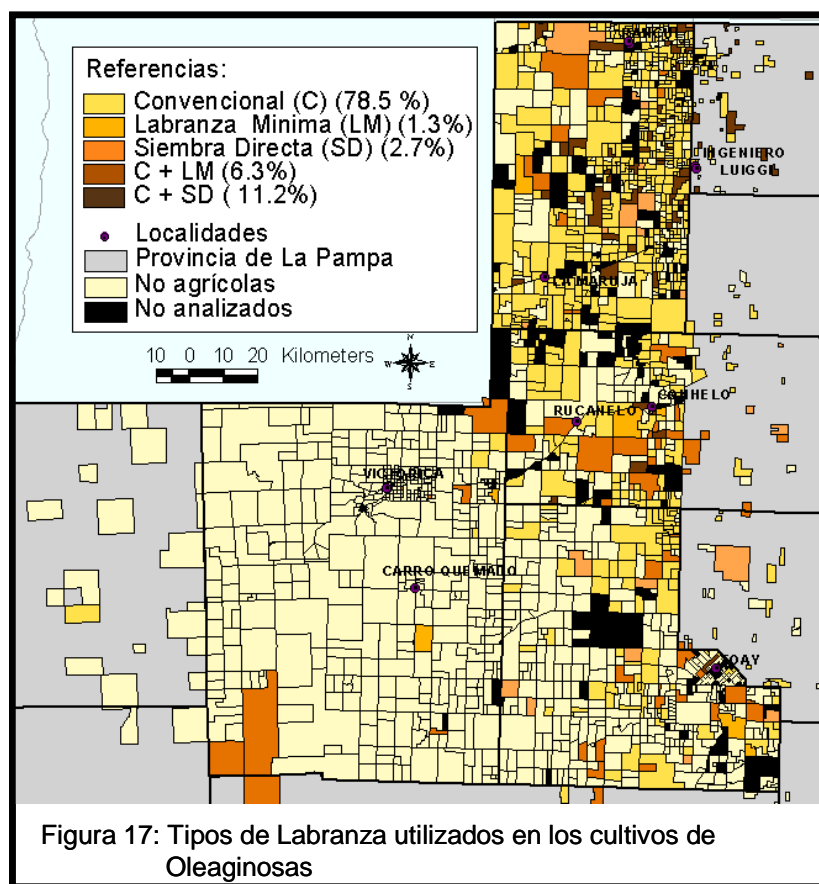 Referencias:
Convencional (C) (78.5 %)
Labranza Minima (LM) (1.3%)
Siembra Directa (SD) (2.7%)
C + LM (6.3%)
C + SD ( 11.2%)
Localidades
Provincia de La Pampa
No agrícolas
No analizados
10 0 10 20 Kilometers
N
W E
S
INGENIERO
LUIGGI
LA MARUJA
CONHELO
RUCANELO
VICTORICA
CARRO QUEMADO
TOAY
Figura 17: Tipos de Labranza utilizados en los cultivos de
Oleaginosas